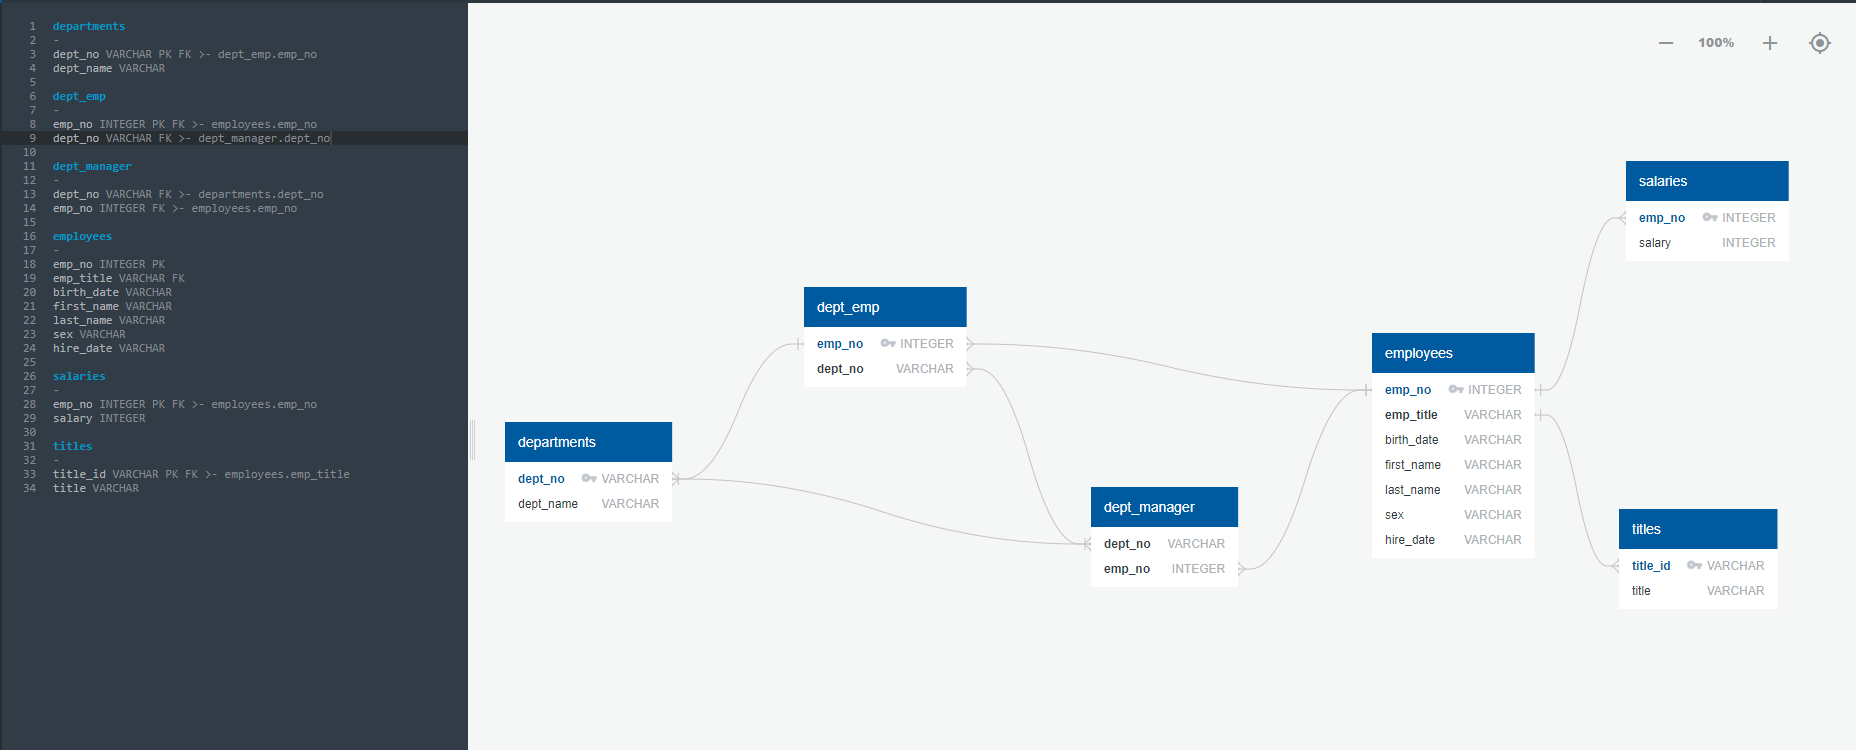 1 departments
2 -
3 dept_no VARCHAR PK FK >- dept_emp.emp_no
4 dept_name VARCHAR
5
6 dept_emp
7 -
8 emp_no INTEGER PK FK >- employees.emp_no
9 dept_no VARCHAR FK >- dept_manager.dept_no
10
11 dept_manager
12 -
13 dept_no VARCHAR FK >- departments.dept_no
14 emp_no INTEGER FK >- employees.emp_no
15
16 employees
17 -
18 emp_no INTEGER PK
19 emp_title VARCHAR FK
20 birth_date VARCHAR
21 first_name VARCHAR
22 last_name VARCHAR
23 sex VARCHAR
24 hire_date VARCHAR
25
26 salaries
27 -
28 emp_no INTEGER PK FK >- employees.emp_no
29 salary INTEGER
30
31 titles
32 -
33 title_id VARCHAR PK FK >- employees.emp_title
34 title VARCHAR
100%
departments
dept_no VARCHAR
dept_name VARCHAR
dept_emp
emp_no INTEGER
dept_no VARCHAR
dept_manager
dept_no VARCHAR
emp_no INTEGER
employees
emp_no INTEGER
emp_title VARCHAR
birth_date VARCHAR
first_name VARCHAR
last_name VARCHAR
sex VARCHAR
hire_date VARCHAR
salaries
emp_no INTEGER
salary INTEGER
titles
title_id VARCHAR
title VARCHAR